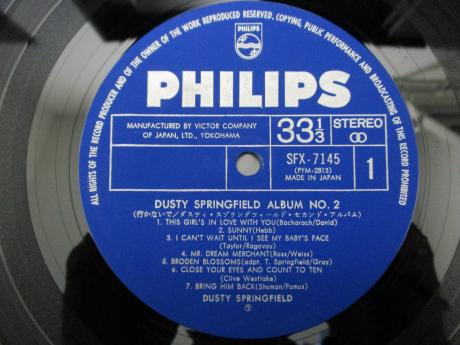 ALL RIGHTS OF THE RECORD PRODUCER AND OF THE OWNER OF THE WORK REPRODUCED RESERVED, COPYING, PUBLIC PERFORMANCE AND BROADCASTING OF THIS RECORD PROHIBITED
PHILIPS
PHILIPS
MANUFACTURED BY VICTOR COMPANY
OF JAPAN, LTD., YOKOHAMA
33 1/3
STEREO
SFX-7145
(PYM-2813)
MADE IN JAPAN
1
DUSTY SPRINGFIELD ALBUM NO. 2
(行かないで/ダスティ・スプリングフィールド・セカンド・アルバム)
1. THIS GIRL'S IN LOVE WITH YOU(Bacharach/David)
2. SUNNY(Hebb)
3. I CAN'T WAIT UNTIL I SEE MY BABY'S FACE
(Taylor/Ragavoy)
4. MR. DREAM MERCHANT(Ross/Weiss)
5. BRODEN BLOSSOMS(adpt. T. Springfield/Gray)
6. CLOSE YOUR EYES AND COUNT TO TEN
(Clive Westlake)
7. BRING HIM BACK(Shuman/Pomus)
DUSTY SPRINGFIELD
Ⓟ